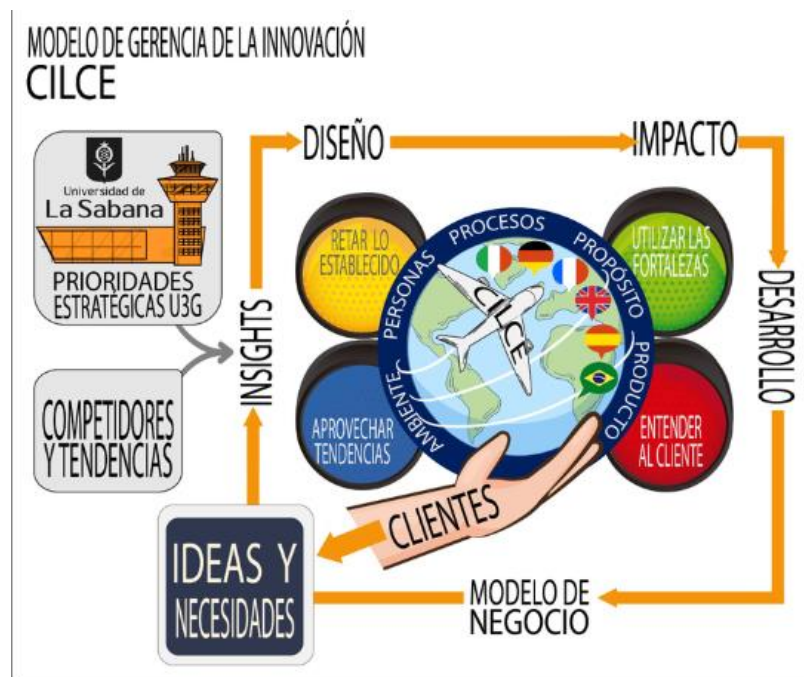 MODELO DE GERENCIA DE LA INNOVACIÓN
CILCE
Universidad de
La Sabana
PRIORIDADES
ESTRATÉGICAS U3G
COMPETIDORES
Y TENDENCIAS
IDEAS Y
NECESIDADES
INSIGHTS
DISEÑO
IMPACTO
DESARROLLO
MODELO DE
NEGOCIO
CLIENTES
RETAR LO
ESTABLECIDO
UTILIZAR LAS
FORTALEZAS
APROVECHAR
TENDENCIAS
ENTENDER
AL CLIENTE
AMBIENTE
PERSONAS
PROCESOS
PROPÓSITO
PRODUCTO
CILCE